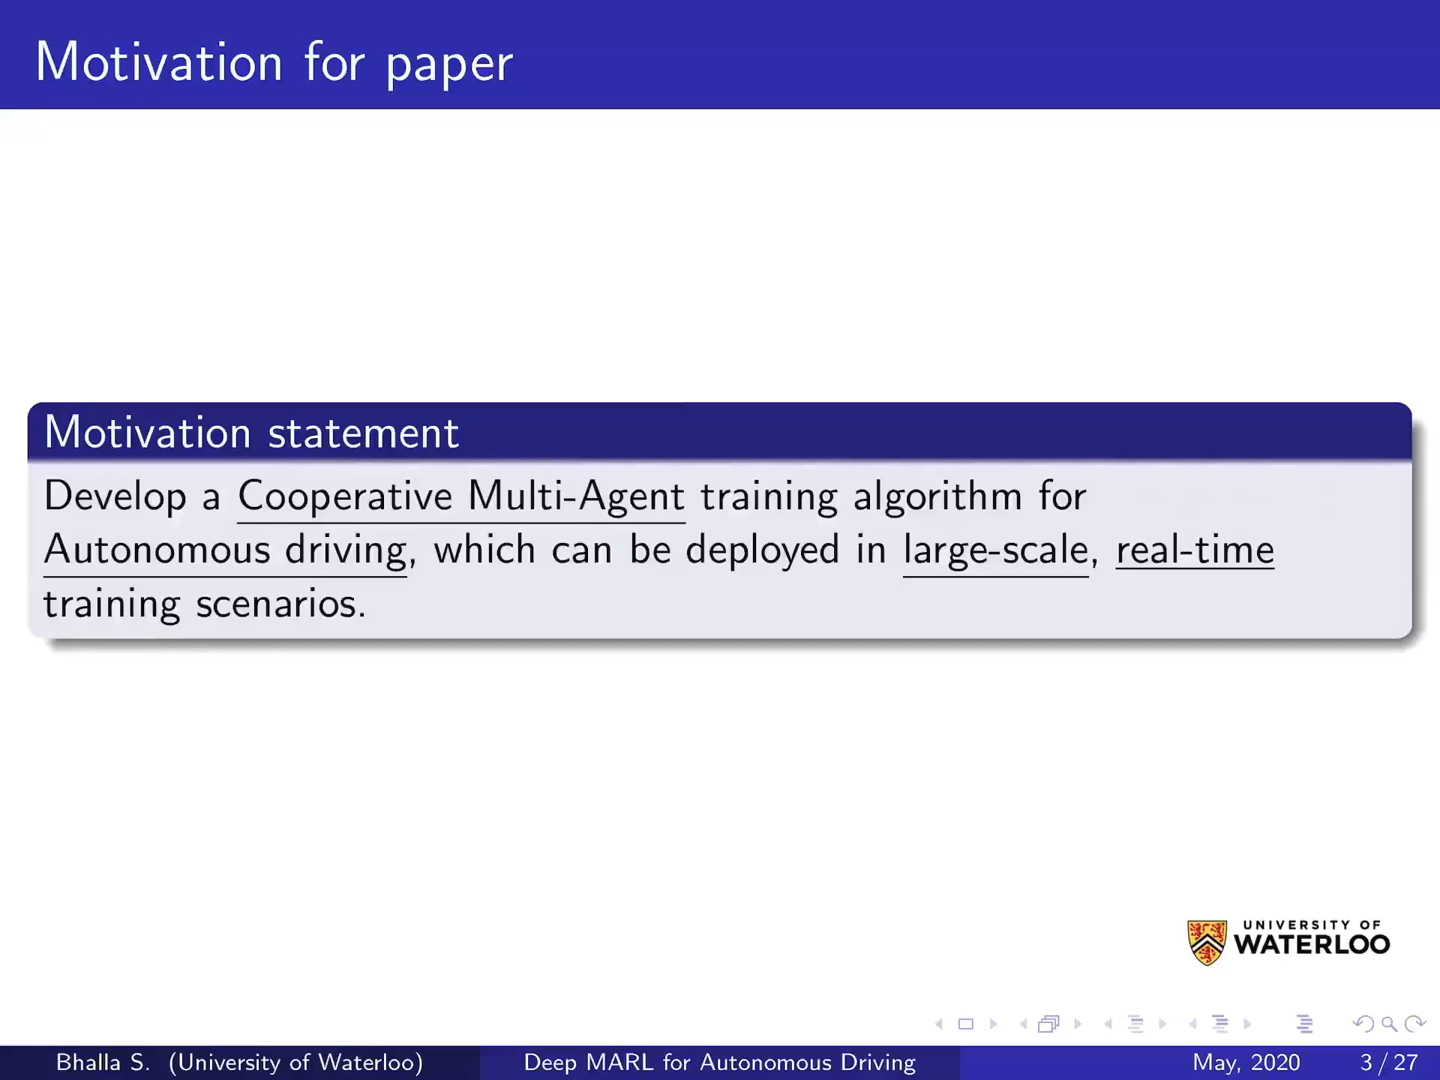 Motivation for paper
Motivation statement
Develop a Cooperative Multi-Agent training algorithm for
Autonomous driving, which can be deployed in large-scale, real-time
training scenarios.
UNIVERSITY OF
WATERLOO
Bhalla S. (University of Waterloo) Deep MARL for Autonomous Driving May, 2020 3 / 27